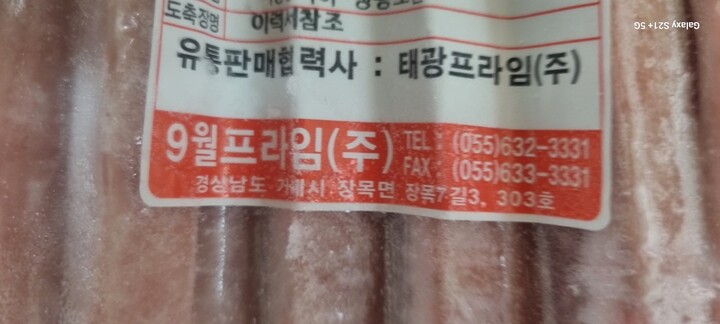 도축장명 이력서참조
유통판매협력사 : 태광프라임(주)
9월프라임(주) TEL : (055)632-3331
FAX : (055)633-3331
경상남도 거제시 장목면 장목7길3, 303호
Galaxy S21+ 5G